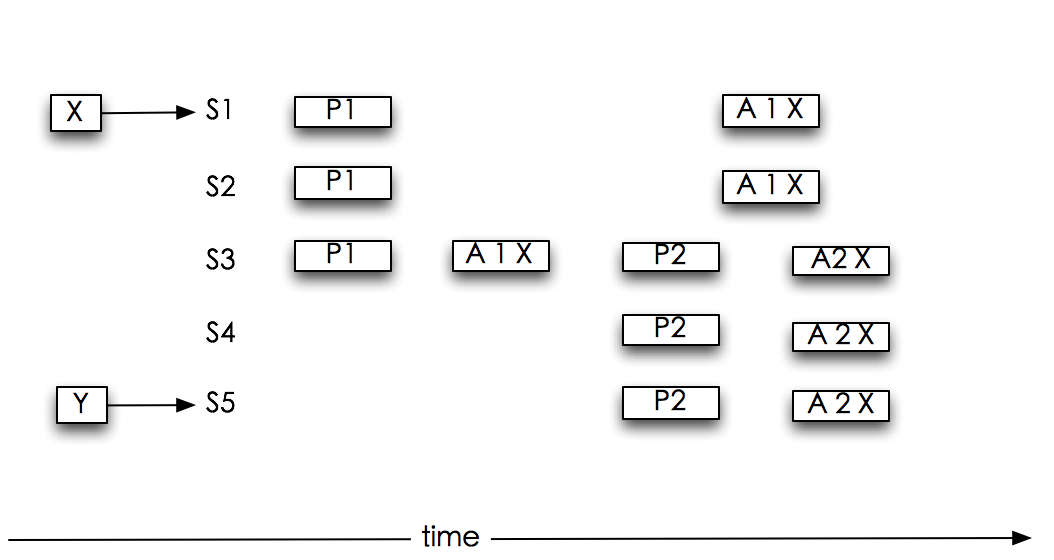 X S1 P1 A 1 X
S2 P1 A 1 X
S3 P1 A 1 X P2 A2 X
S4 P2 A 2 X
Y S5 P2 A 2 X
time